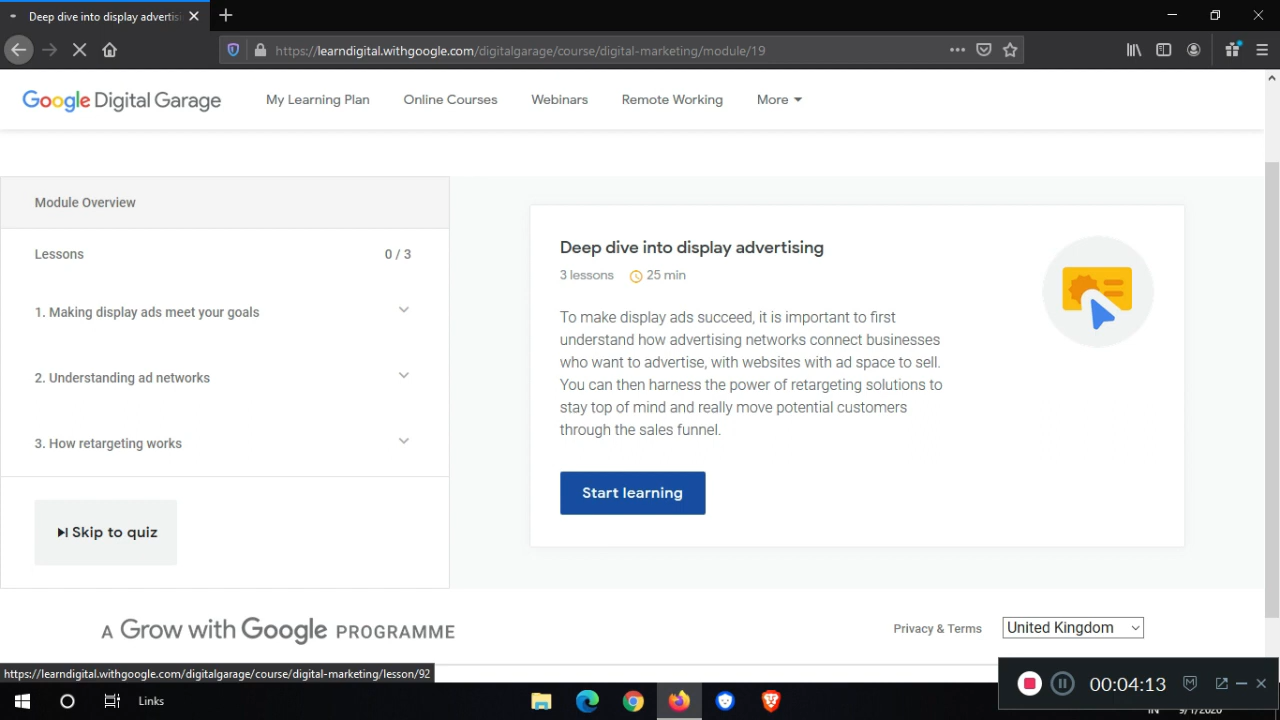 Deep dive into display advertisi
https://learndigital.withgoogle.com/digitalgarage/course/digital-marketing/module/19
Google Digital Garage
My Learning Plan
Online Courses
Webinars
Remote Working
More
Module Overview
Lessons
0 / 3
1. Making display ads meet your goals
2. Understanding ad networks
3. How retargeting works
Skip to quiz
Deep dive into display advertising
3 lessons
25 min
To make display ads succeed, it is important to first
understand how advertising networks connect businesses
who want to advertise, with websites with ad space to sell.
You can then harness the power of retargeting solutions to
stay top of mind and really move potential customers
through the sales funnel.
Start learning
A Grow with Google PROGRAMME
Privacy & Terms
United Kingdom
https://learndigital.withgoogle.com/digitalgarage/course/digital-marketing/lesson/92
00:04:13
Links
IN
9/1/2020